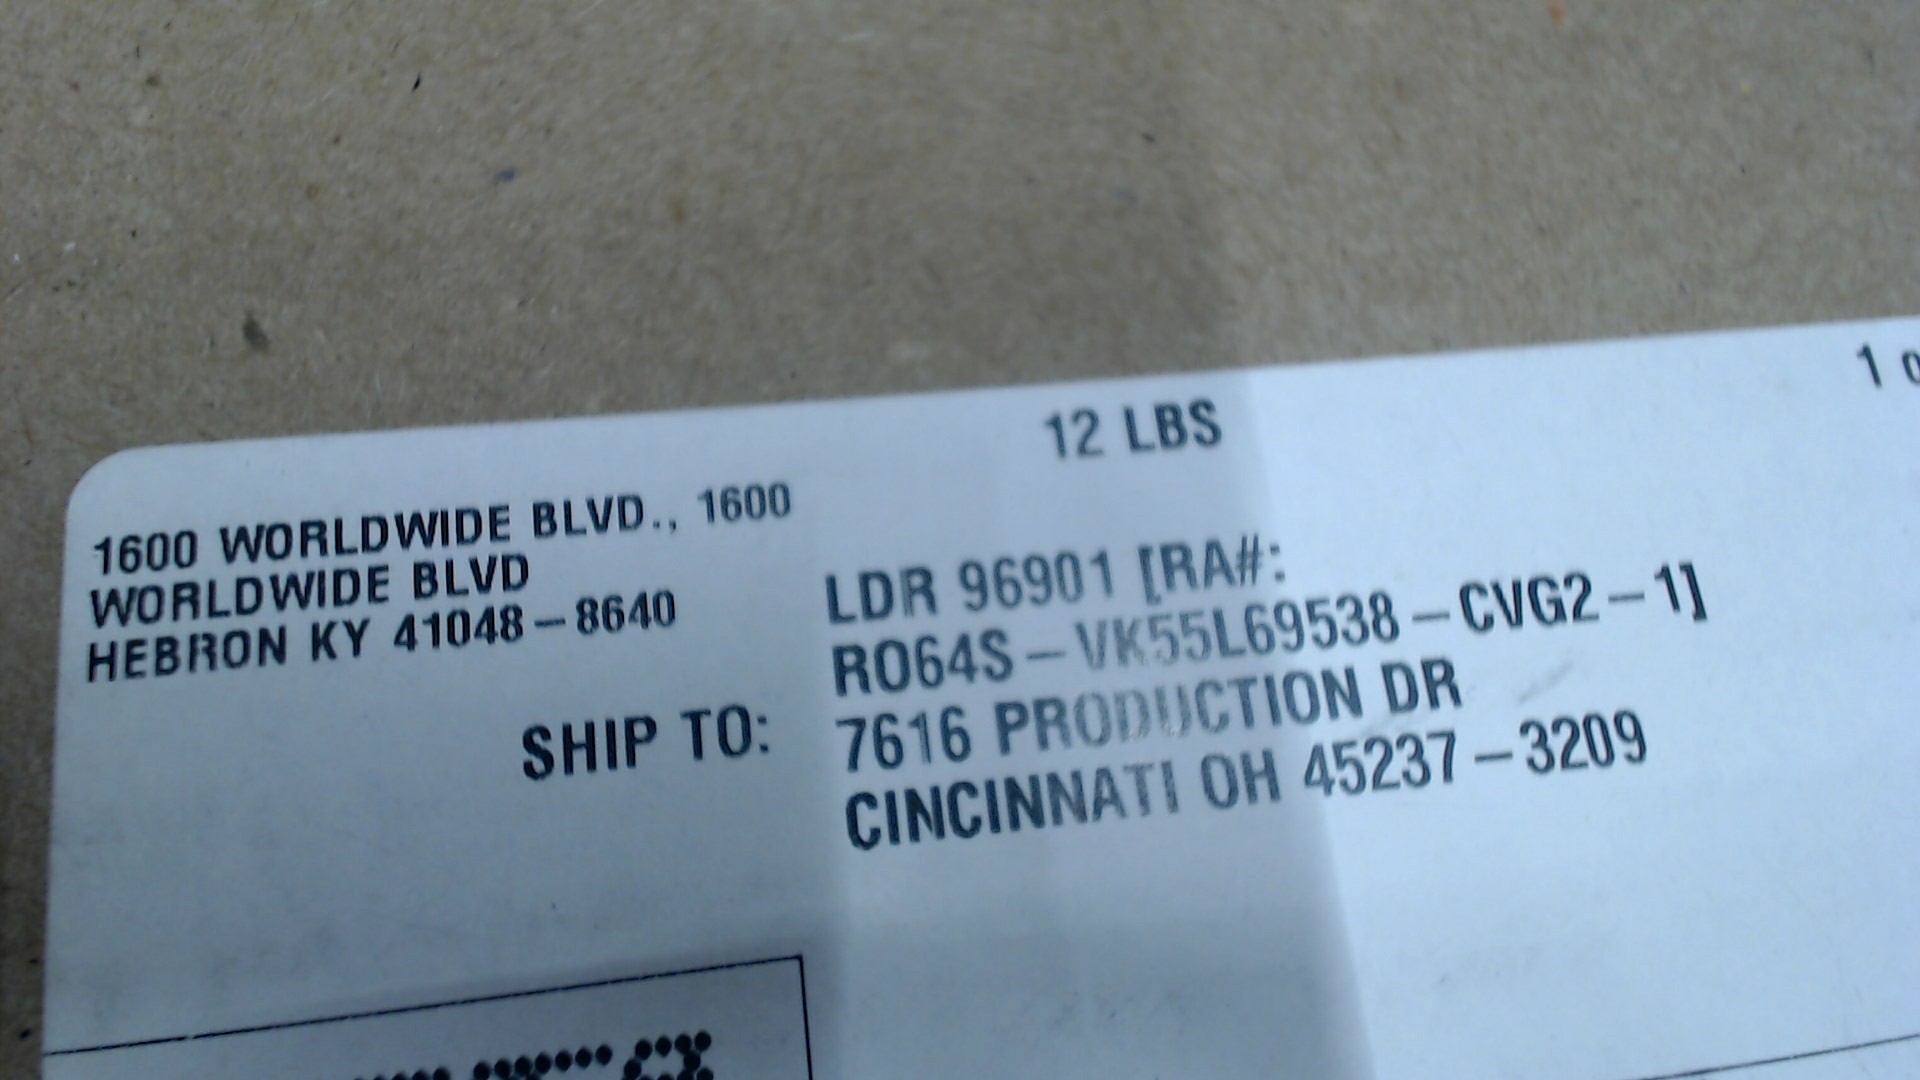 1 o
12 LBS
1600 WORLDWIDE BLVD., 1600
WORLDWIDE BLVD
HEBRON KY 41048-8640
LDR 96901 [RA#:
RO64S-VK55L69538-CVG2-1]
SHIP TO: 7616 PRODUCTION DR
CINCINNATI OH 45237-3209